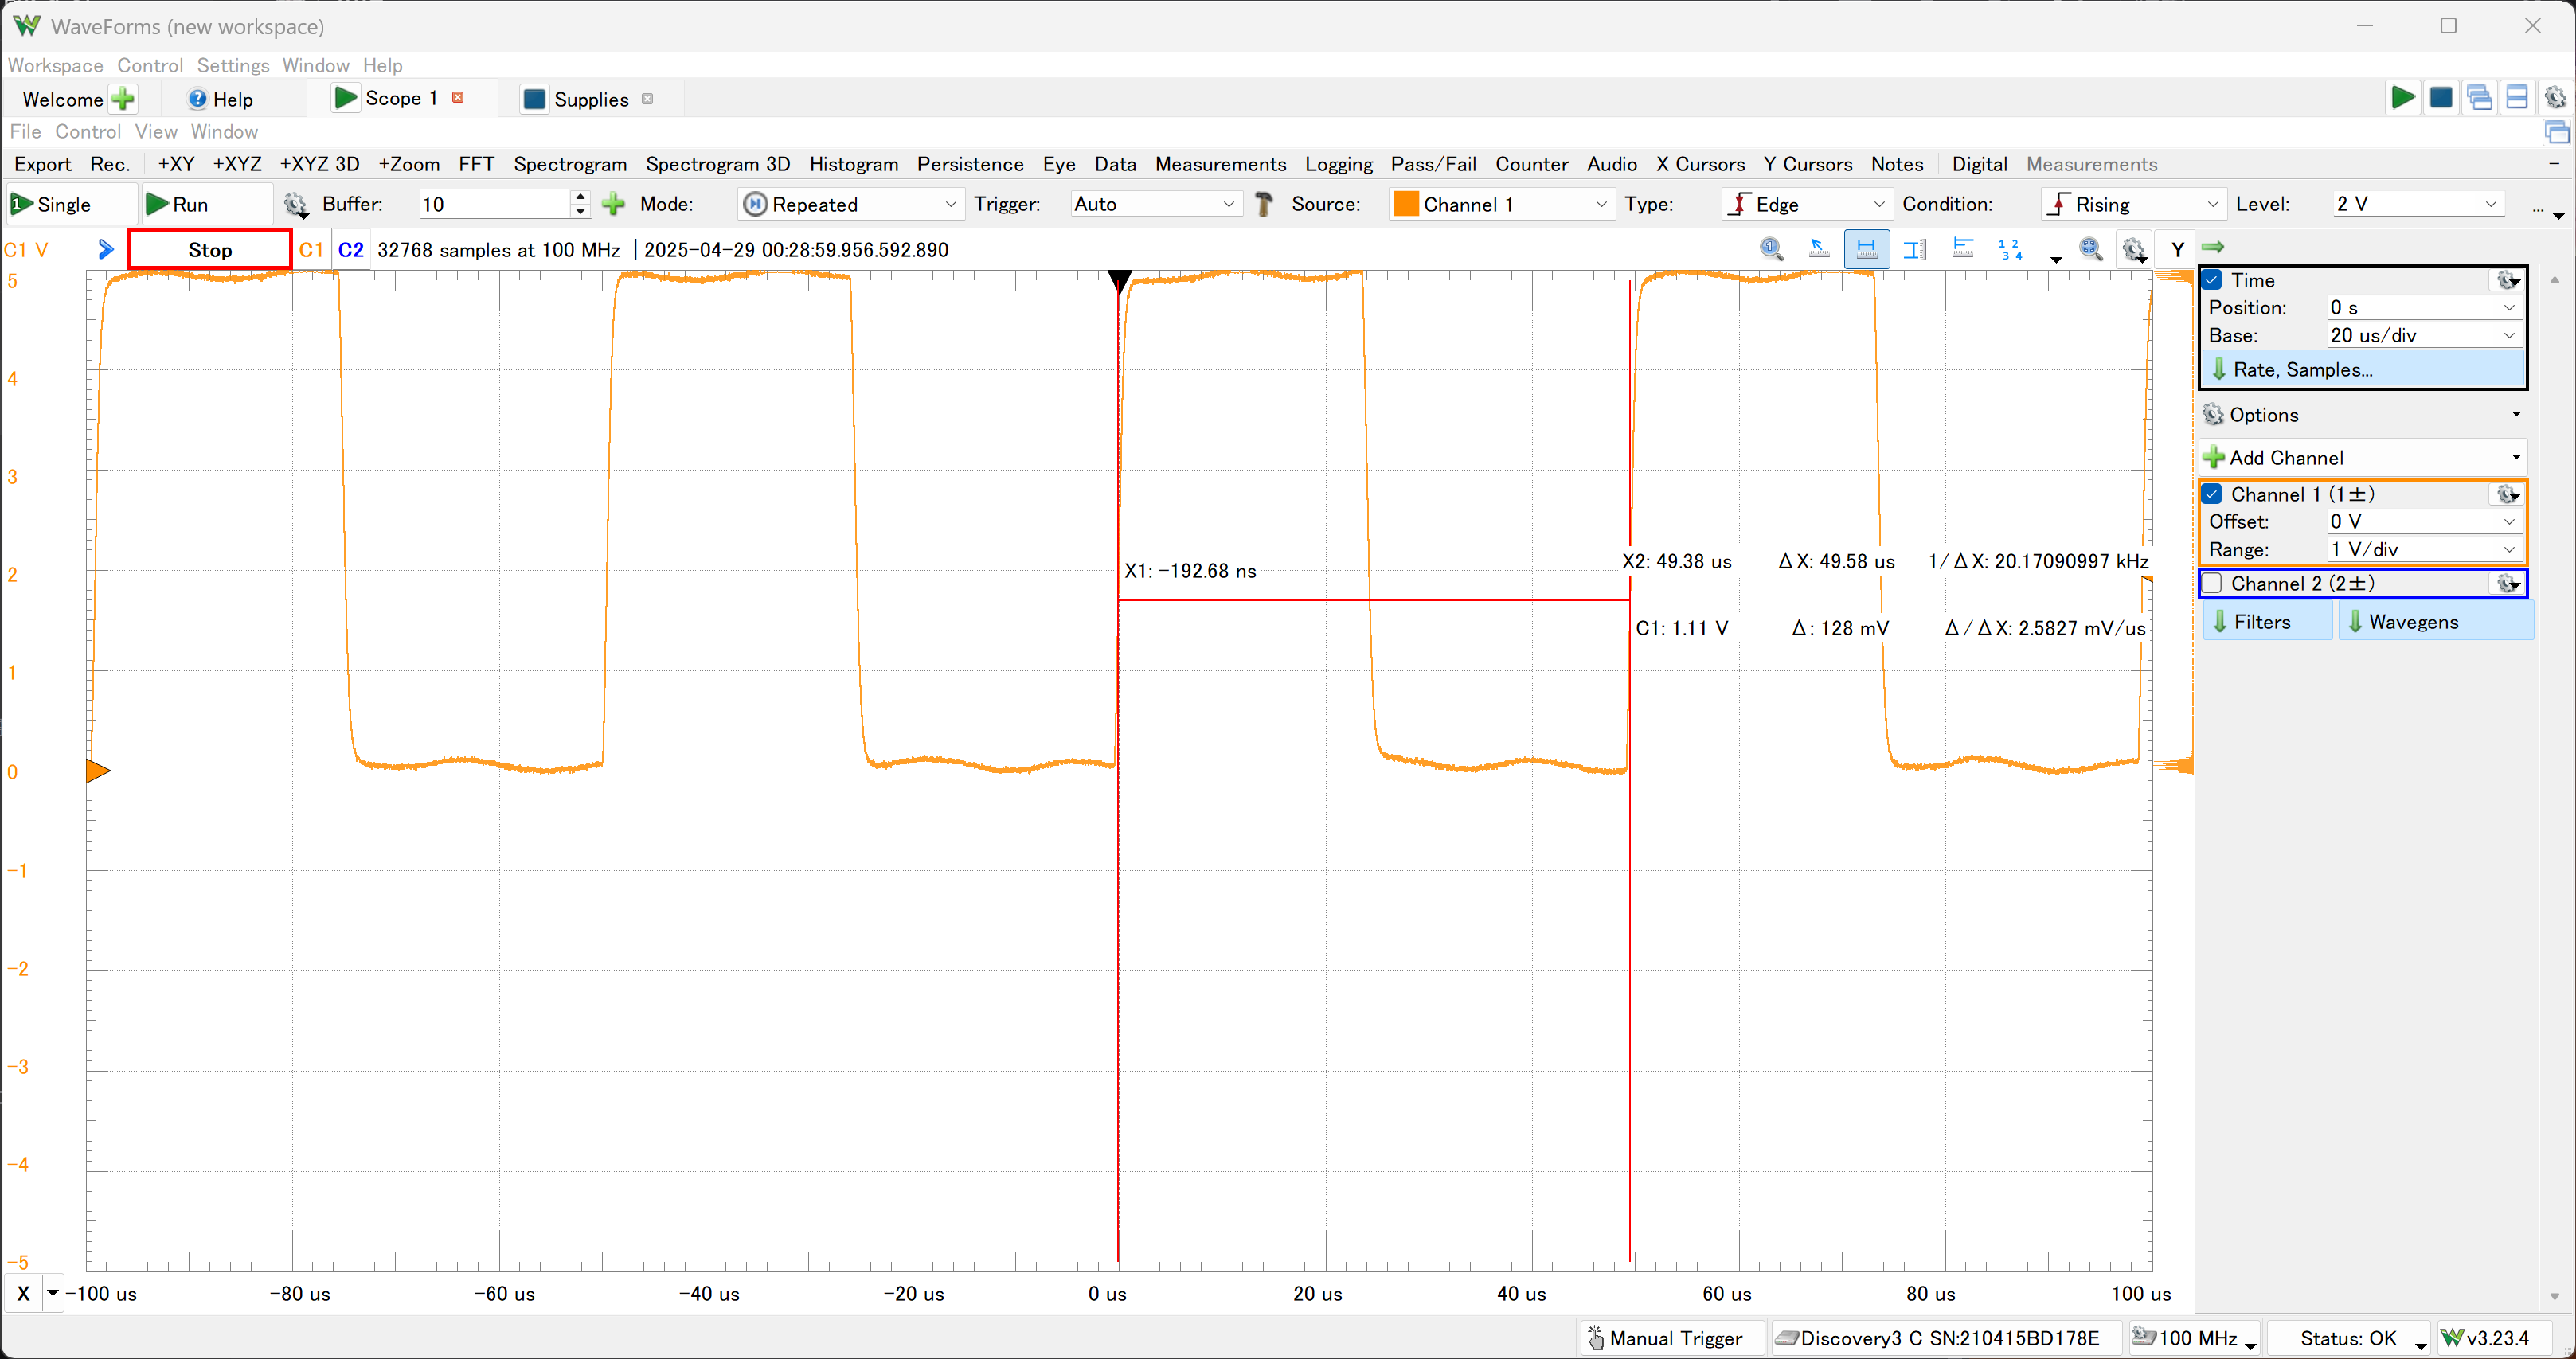 WaveForms (new workspace)
Workspace Control Settings Window Help
Welcome Help Scope 1 Supplies
File Control View Window
Export Rec. +XY +XYZ +XYZ 3D +Zoom FFT Spectrogram Spectrogram 3D Histogram Persistence Eye Data Measurements Logging Pass/Fail Counter Audio X Cursors Y Cursors Notes Digital Measurements
Single Run Buffer: 10 Mode: Repeated Trigger: Auto Source: Channel 1 Type: Edge Condition: Rising Level: 2 V ...
C1 V Stop C1 C2 32768 samples at 100 MHz | 2025-04-29 00:28:59.956.592.890 Y
5
4
3
2
1
0
-1
-2
-3
-4
-5
X1: -192.68 ns
X2: 49.38 us ΔX: 49.58 us 1/ΔX: 20.17090997 kHz
C1: 1.11 V Δ: 128 mV Δ/ΔX: 2.5827 mV/us
X -100 us -80 us -60 us -40 us -20 us 0 us 20 us 40 us 60 us 80 us 100 us
Time
Position: 0 s
Base: 20 us/div
Rate, Samples...
Options
Add Channel
Channel 1 (1±)
Offset: 0 V
Range: 1 V/div
Channel 2 (2±)
Filters Wavegens
Manual Trigger Discovery3 C SN:210415BD178E 100 MHz Status: OK v3.23.4